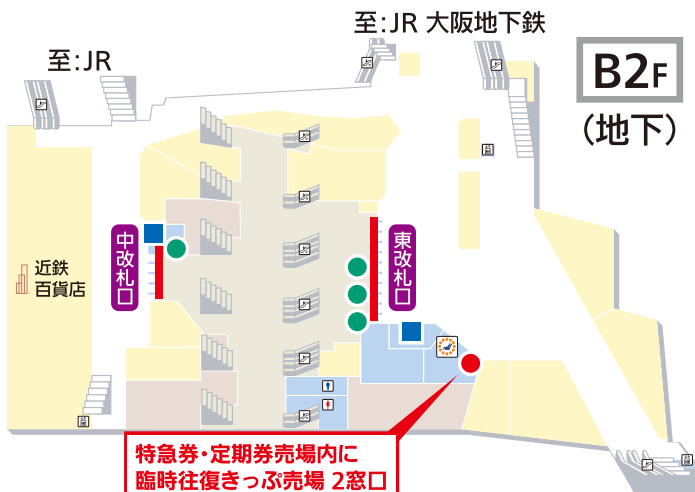 至:JR 大阪地下鉄
至:JR
B2F
(地下)
中改札口
東改札口
近鉄
百貨店
特急券・定期券売場内に
臨時往復きっぷ売場 2窓口